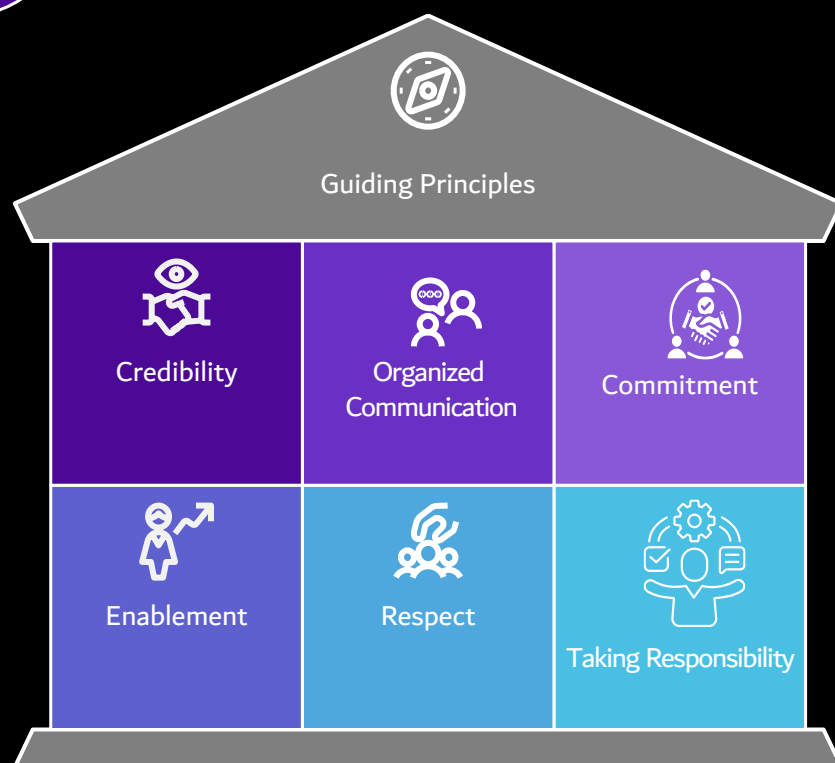 Guiding Principles
Credibility
Organized
Communication
Commitment
Enablement
Respect
Taking Responsibility